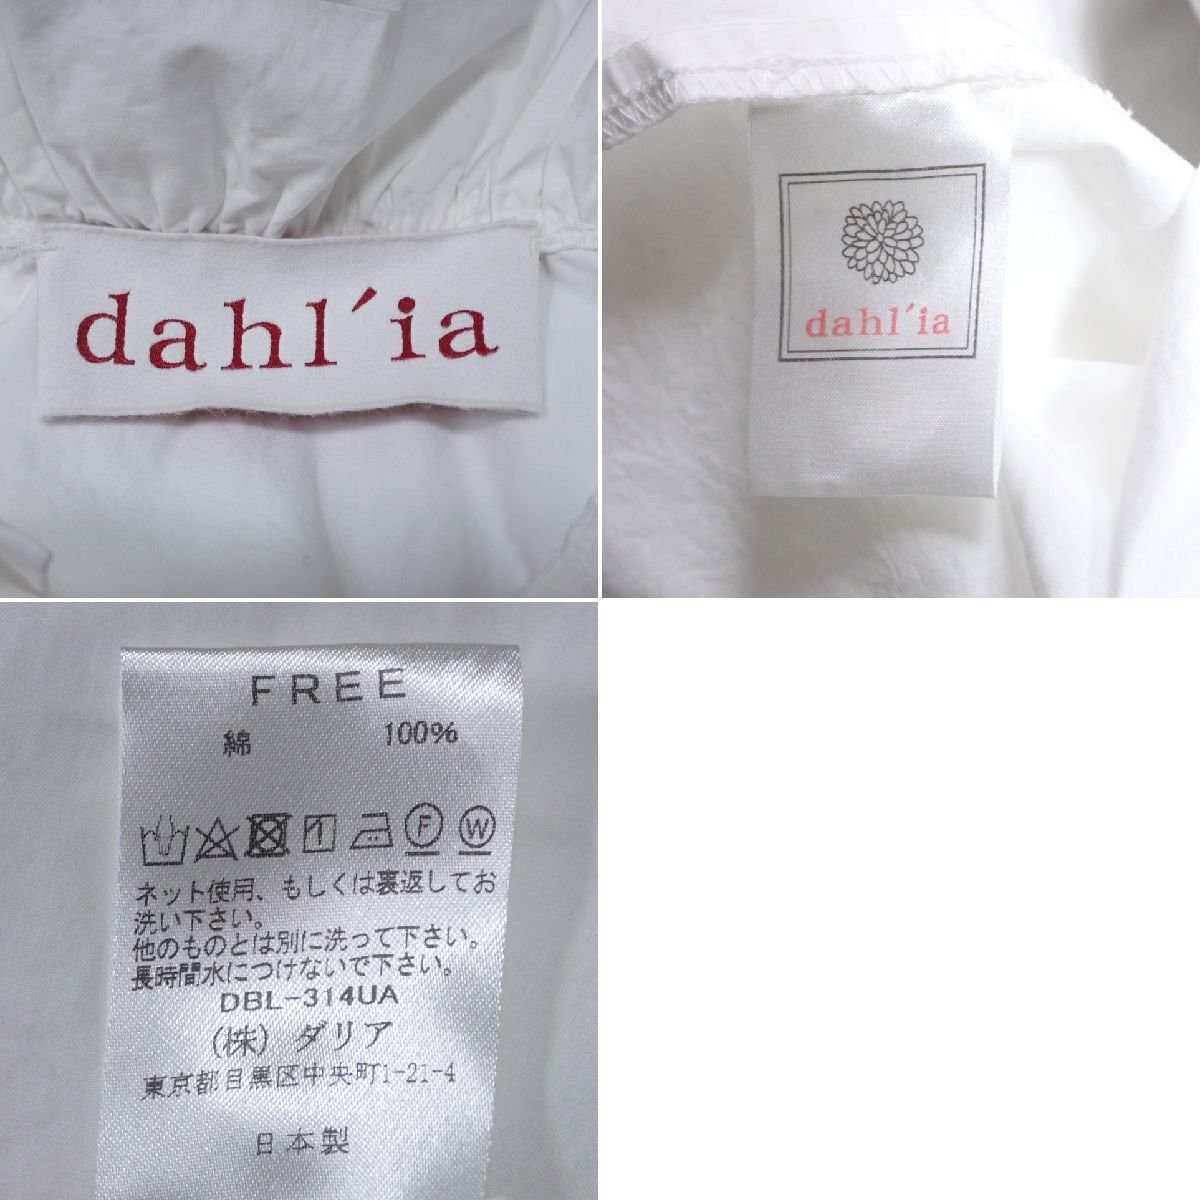 dahl′ia
dahl′ia
FREE
綿 100%
F W
ネット使用、もしくは裏返してお
洗い下さい。
他のものとは別に洗って下さい。
長時間水につけないで下さい。
DBL-314UA
(株) ダリア
東京都目黒区中央町1-21-4
日本製